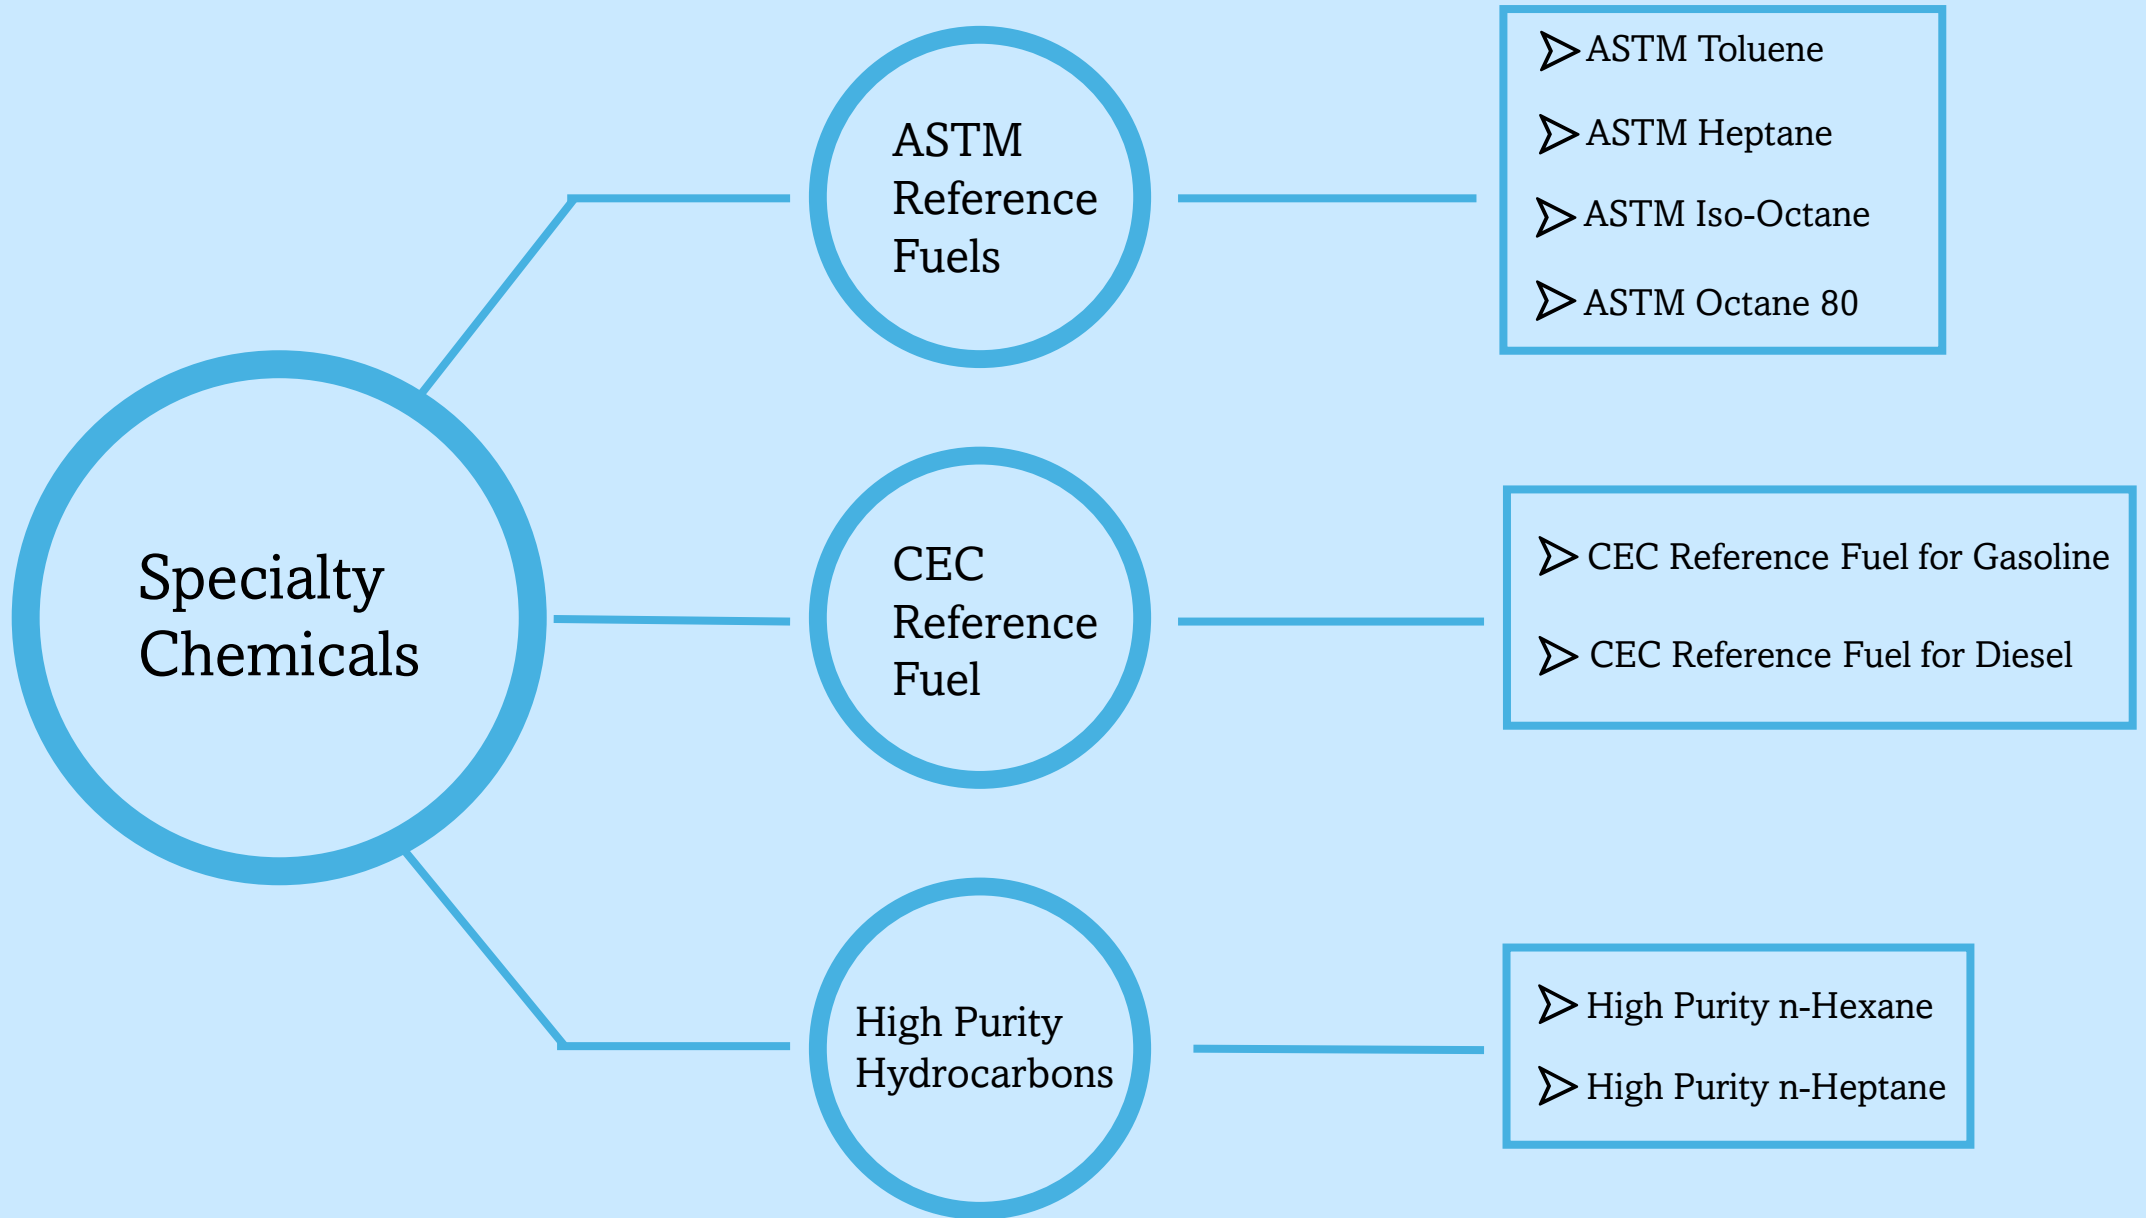 Specialty
Chemicals
ASTM
Reference
Fuels
ASTM Toluene
ASTM Heptane
ASTM Iso-Octane
ASTM Octane 80
CEC
Reference
Fuel
CEC Reference Fuel for Gasoline
CEC Reference Fuel for Diesel
High Purity
Hydrocarbons
High Purity n-Hexane
High Purity n-Heptane